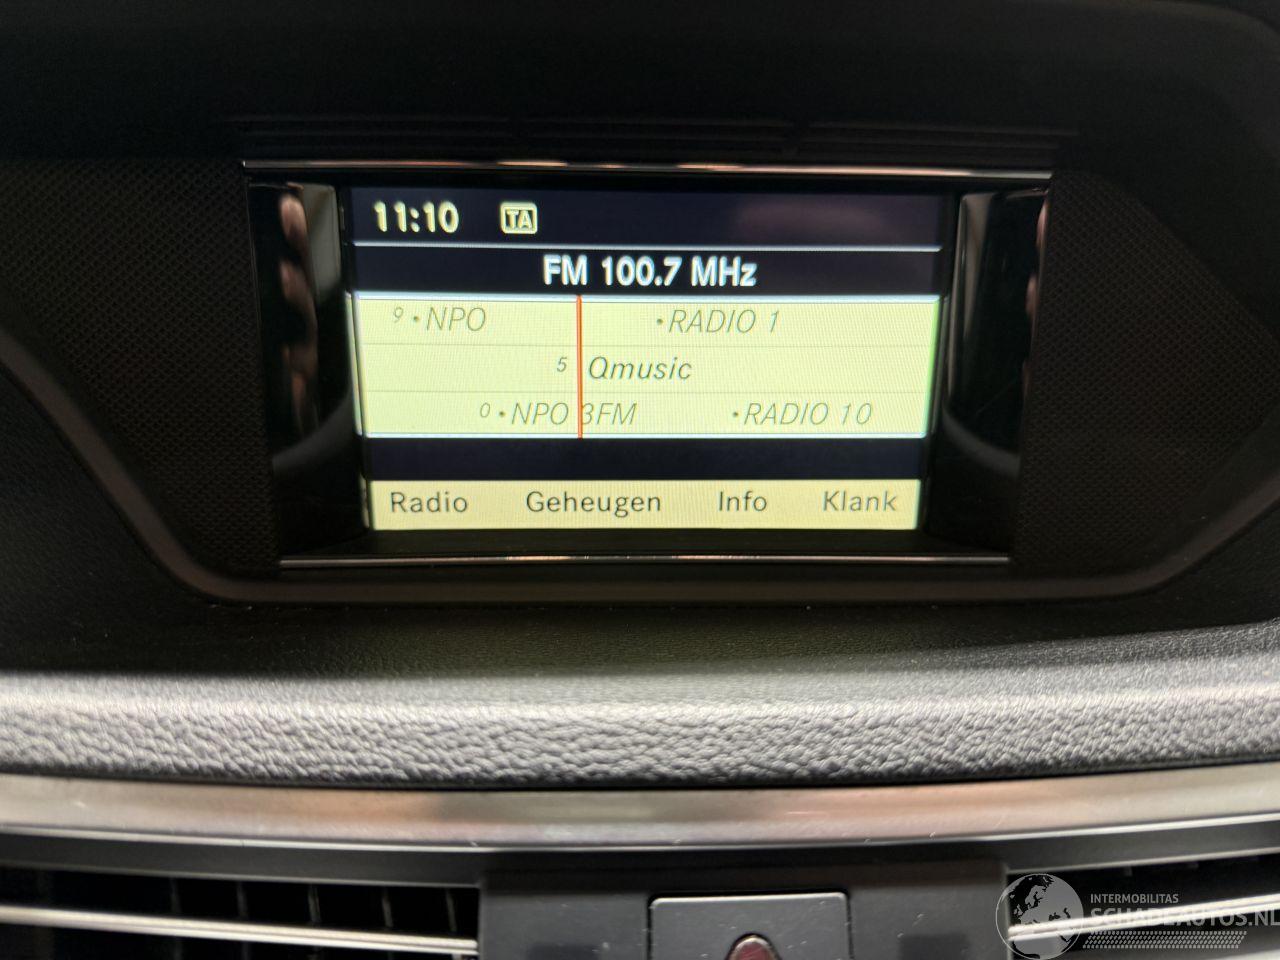 11:10 TA
FM 100.7 MHz
9 •NPO •RADIO 1
5 Qmusic
0 •NPO 3FM •RADIO 10
Radio Geheugen Info Klank
INTERMOBILITAS
SCHADEAUTOS.NL